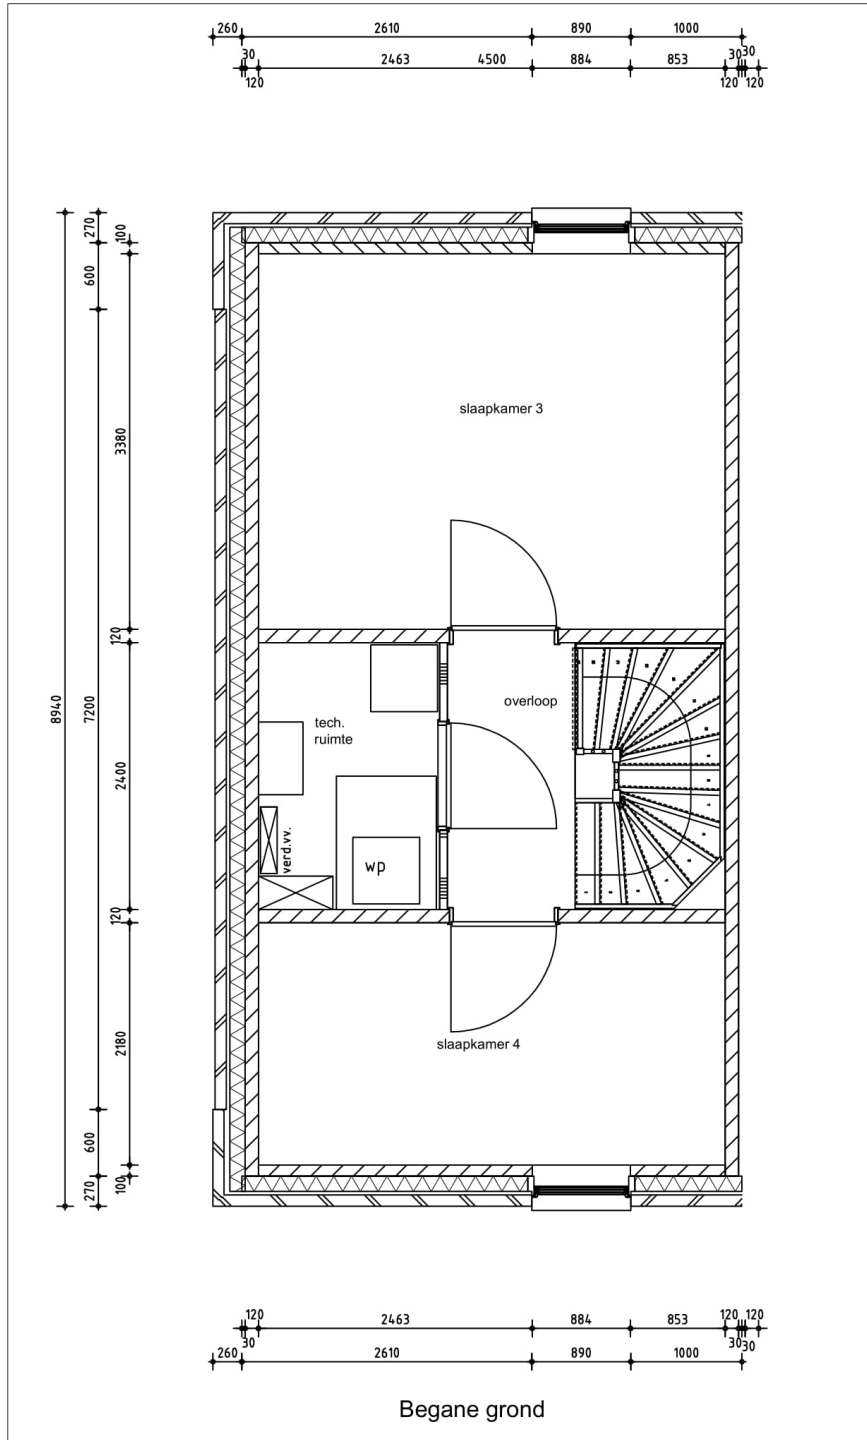 260 2610 890 1000
30 30 30
2463 4500 884 853
120 120 120
270 100
600
slaapkamer 3
3380
120
overloop
8940 7200
tech.
ruimte
2400
verd.vv.
wp
120
2180
slaapkamer 4
600
270 100
120 2463 884 853 120 120
30 30 30
260 2610 890 1000
Begane grond